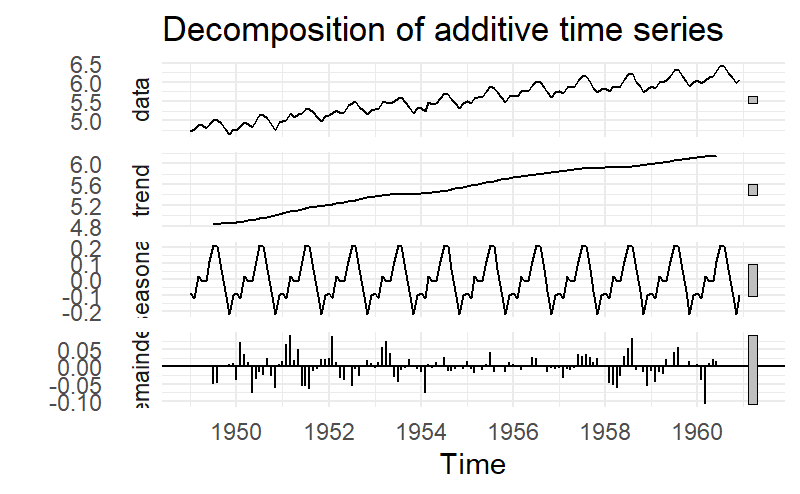 Decomposition of additive time series
6.5
6.0
5.5
5.0
data
6.0
5.6
5.2
4.8
trend
0.2
0.1
0.0
-0.1
-0.2
easona
0.05
0.00
-0.05
-0.10
emainde
1950 1952 1954 1956 1958 1960
Time